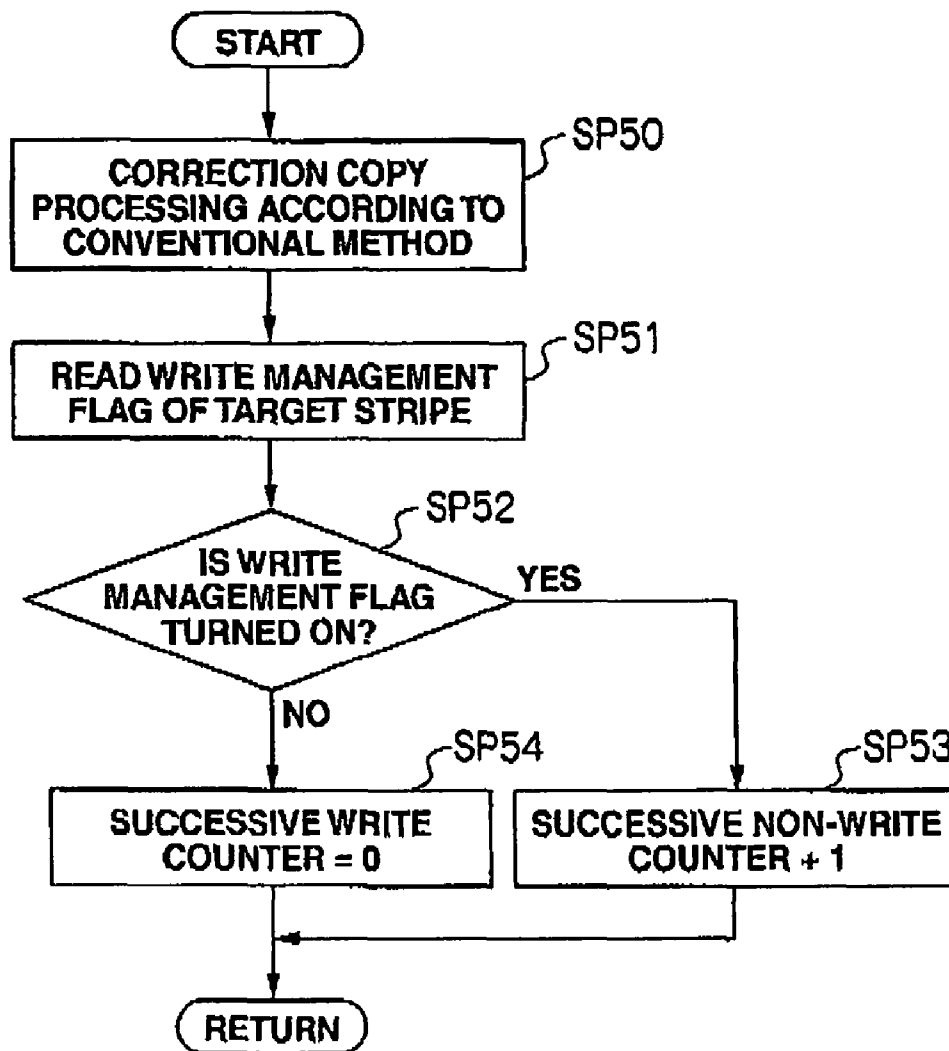 START
SP50
CORRECTION COPY
PROCESSING ACCORDING TO
CONVENTIONAL METHOD
SP51
READ WRITE MANAGEMENT
FLAG OF TARGET STRIPE
SP52
IS WRITE
MANAGEMENT FLAG
TURNED ON?
YES
NO
SP54
SUCCESSIVE WRITE
COUNTER = 0
SP53
SUCCESSIVE NON-WRITE
COUNTER + 1
RETURN